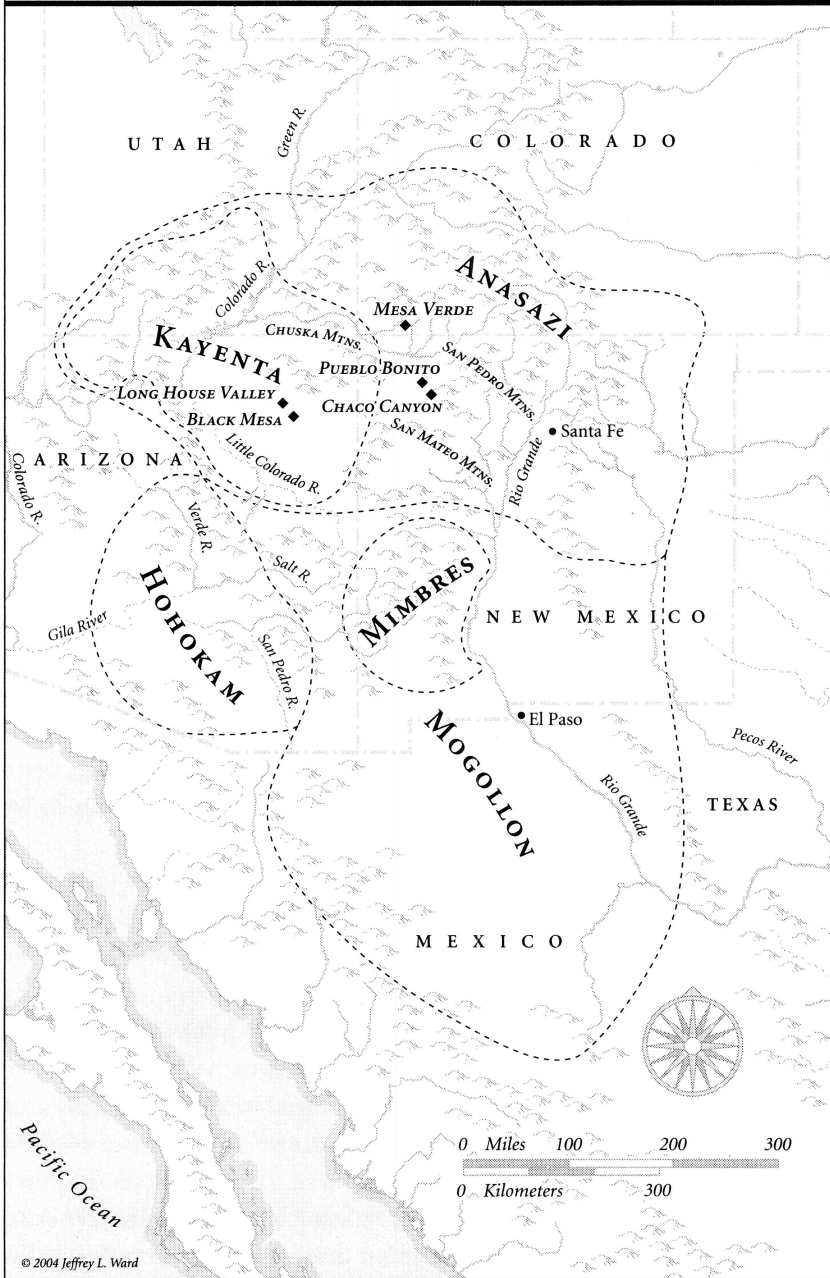 UTAH
Green R.
COLORADO
ANASAZI
Colorado R.
MESA VERDE
CHUSKA MTNS.
KAYENTA
SAN PEDRO MTNS.
PUEBLO BONITO
LONG HOUSE VALLEY
CHACO CANYON
BLACK MESA
SAN MATEO MTNS.
Santa Fe
Little Colorado R.
Rio Grande
ARIZONA
Colorado R.
Verde R.
Salt R.
HOHOKAM
MIMBRES
NEW MEXICO
Gila River
San Pedro R.
El Paso
MOGOLLON
Pecos River
Rio Grande
TEXAS
MEXICO
Pacific Ocean
0 Miles 100 200 300
0 Kilometers 300
© 2004 Jeffrey L. Ward